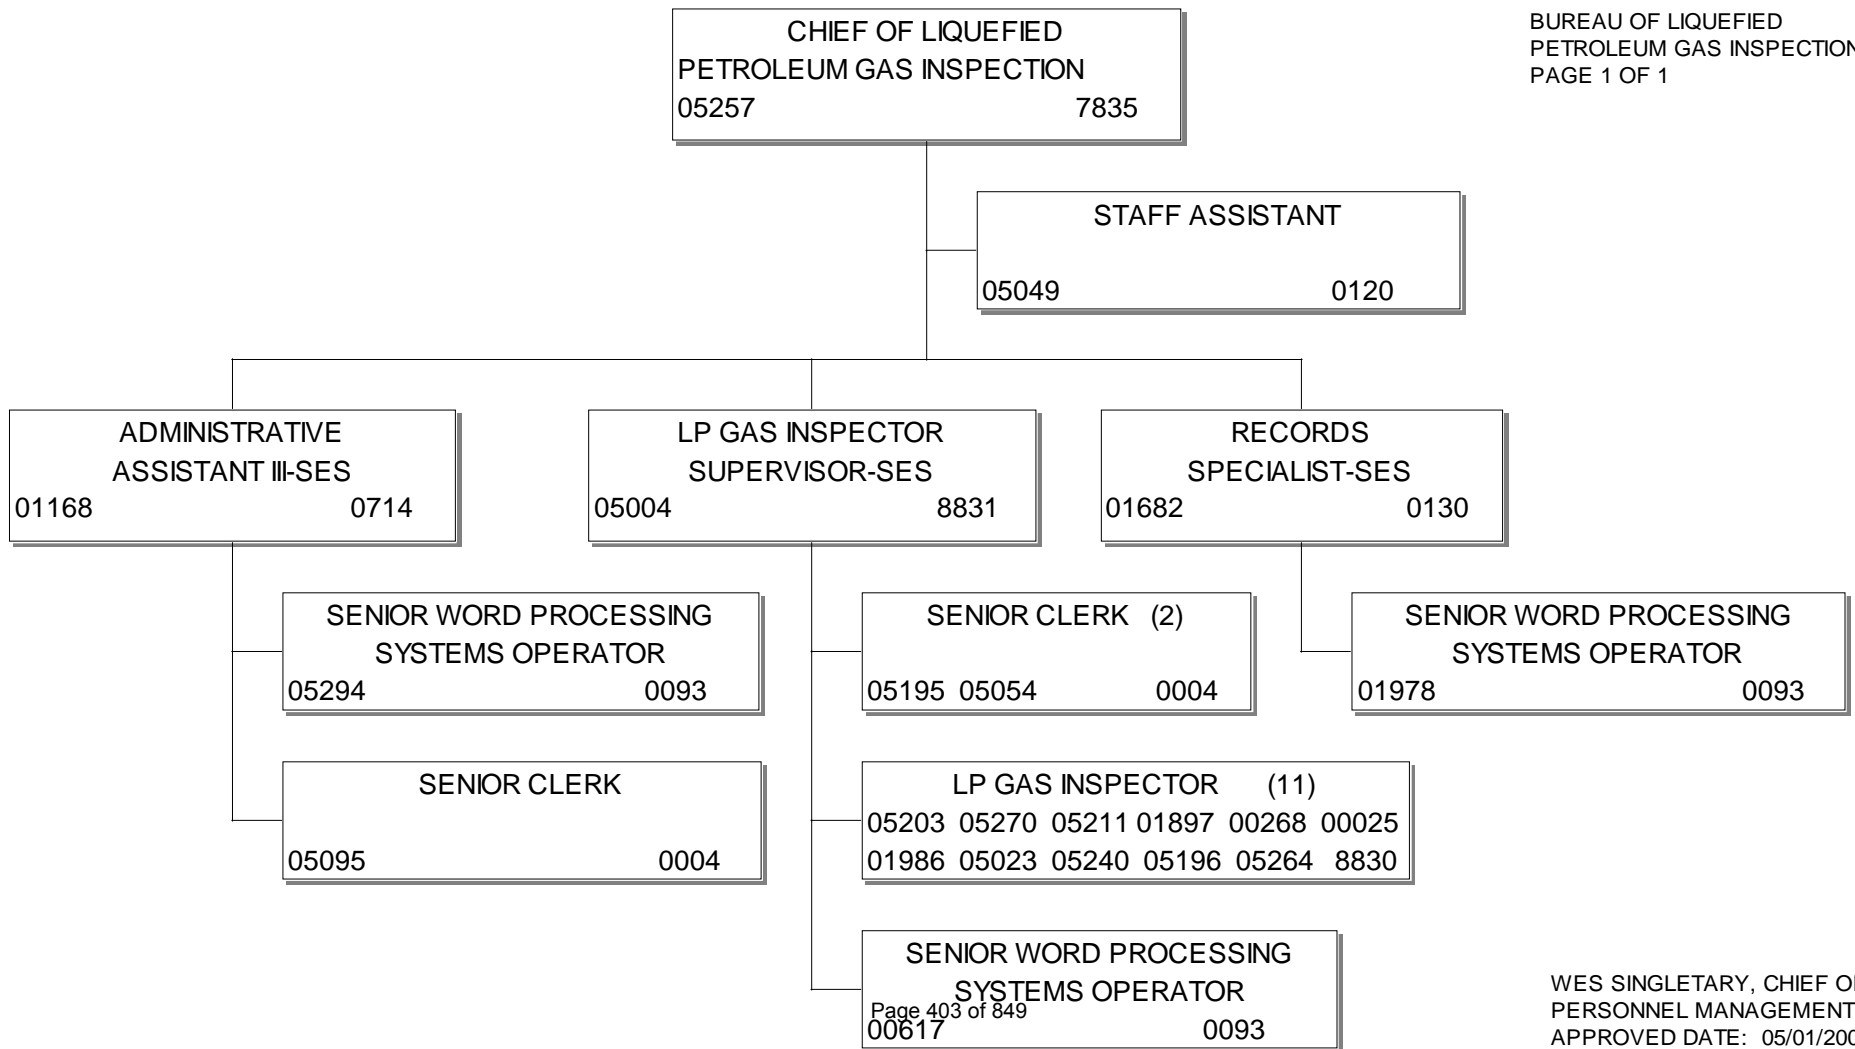 CHIEF OF LIQUEFIED
PETROLEUM GAS INSPECTION
05257 7835
BUREAU OF LIQUEFIED
PETROLEUM GAS INSPECTION
PAGE 1 OF 1
STAFF ASSISTANT
05049 0120
ADMINISTRATIVE
ASSISTANT III-SES
01168 0714
LP GAS INSPECTOR
SUPERVISOR-SES
05004 8831
RECORDS
SPECIALIST-SES
01682 0130
SENIOR WORD PROCESSING
SYSTEMS OPERATOR
05294 0093
SENIOR CLERK (2)
05195 05054 0004
SENIOR WORD PROCESSING
SYSTEMS OPERATOR
01978 0093
SENIOR CLERK
05095 0004
LP GAS INSPECTOR (11)
05203 05270 05211 01897 00268 00025
01986 05023 05240 05196 05264 8830
SENIOR WORD PROCESSING
SYSTEMS OPERATOR
Page 403 of 849
00617 0093
WES SINGLETARY, CHIEF
PERSONNEL MANAGEMENT
APPROVED DATE: